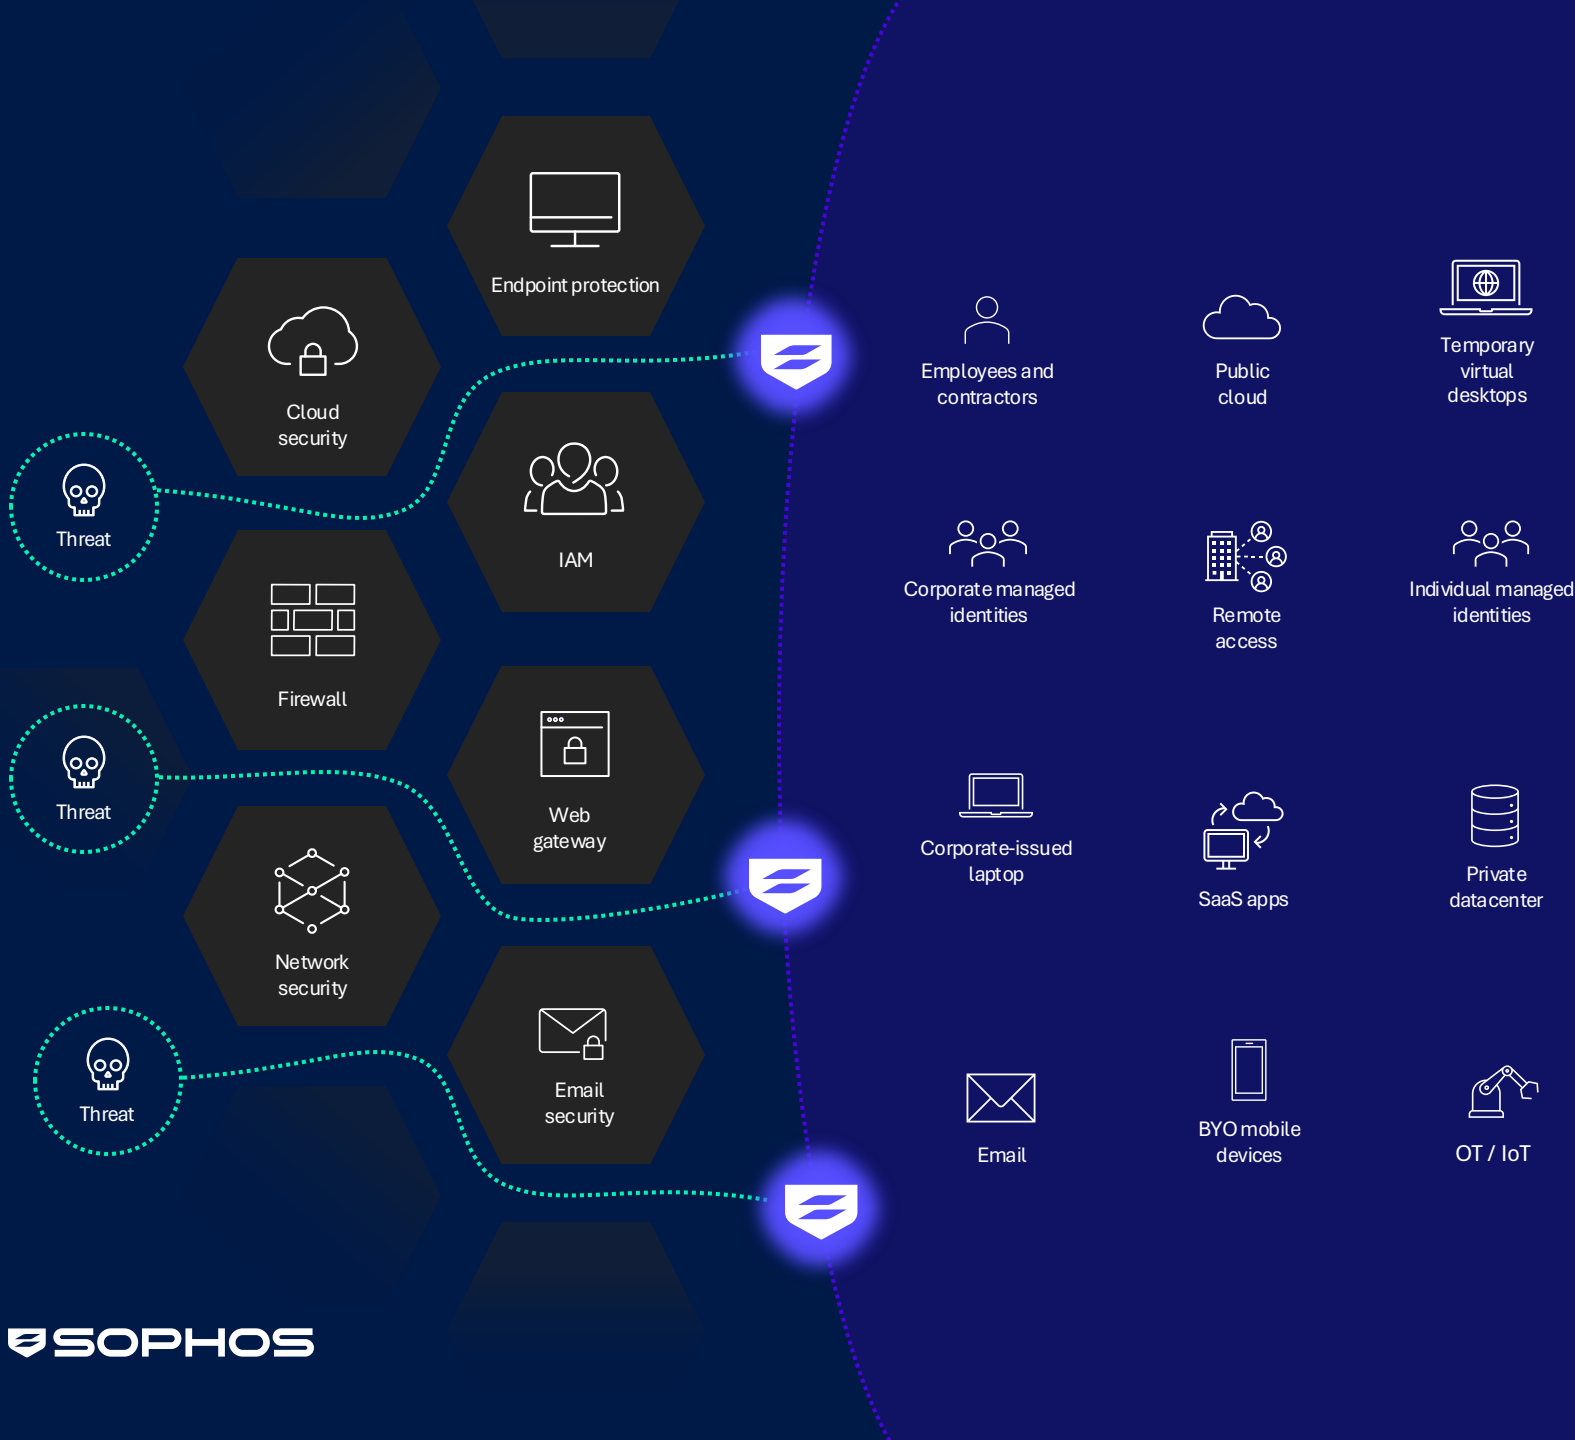 Endpoint protection
Cloud
security
Threat
IAM
Firewall
Threat
Web
gateway
Network
security
Threat
Email
security
SOPHOS
Employees and
contractors
Public
cloud
Temporary
virtual
desktops
Corporate managed
identities
Remote
access
Individual managed
identities
Corporate-issued
laptop
SaaS apps
Private
datacenter
Email
BYO mobile
devices
OT / IoT